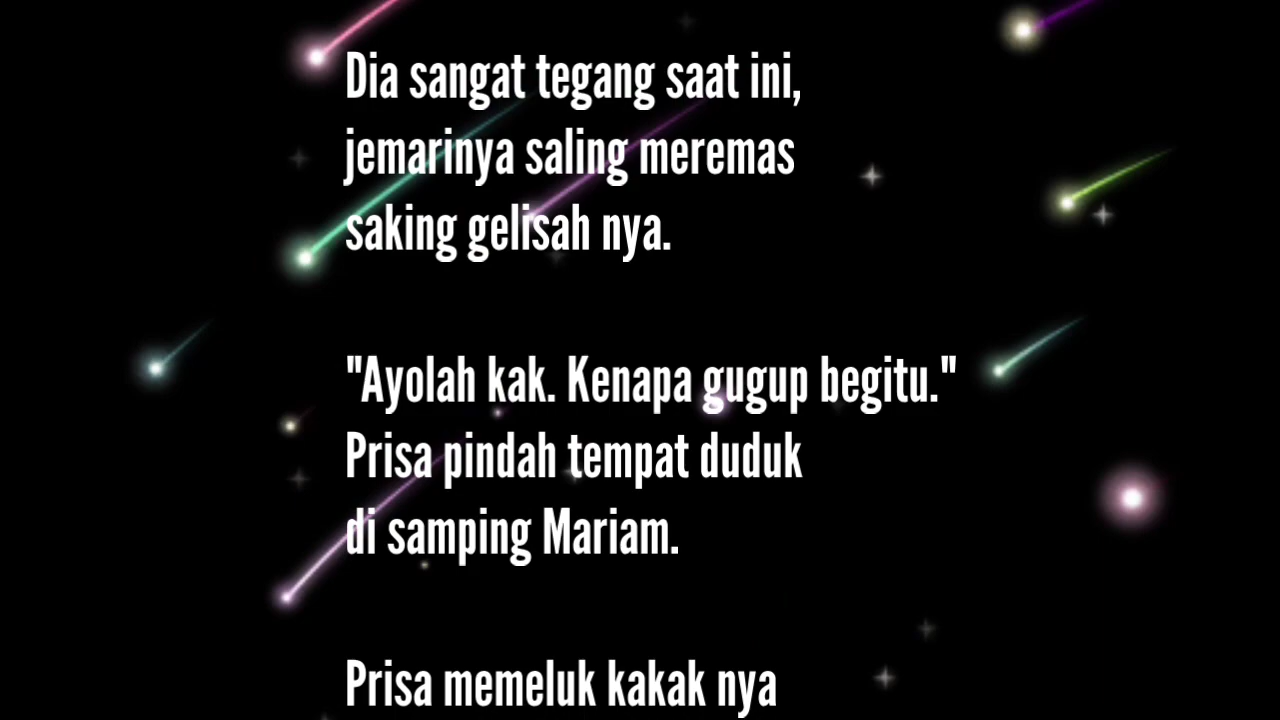 Dia sangat tegang saat ini,
jemarinya saling meremas
saking gelisah nya.
"Ayolah kak. Kenapa gugup begitu."
Prisa pindah tempat duduk
di samping Mariam.
Prisa memeluk kakak nya